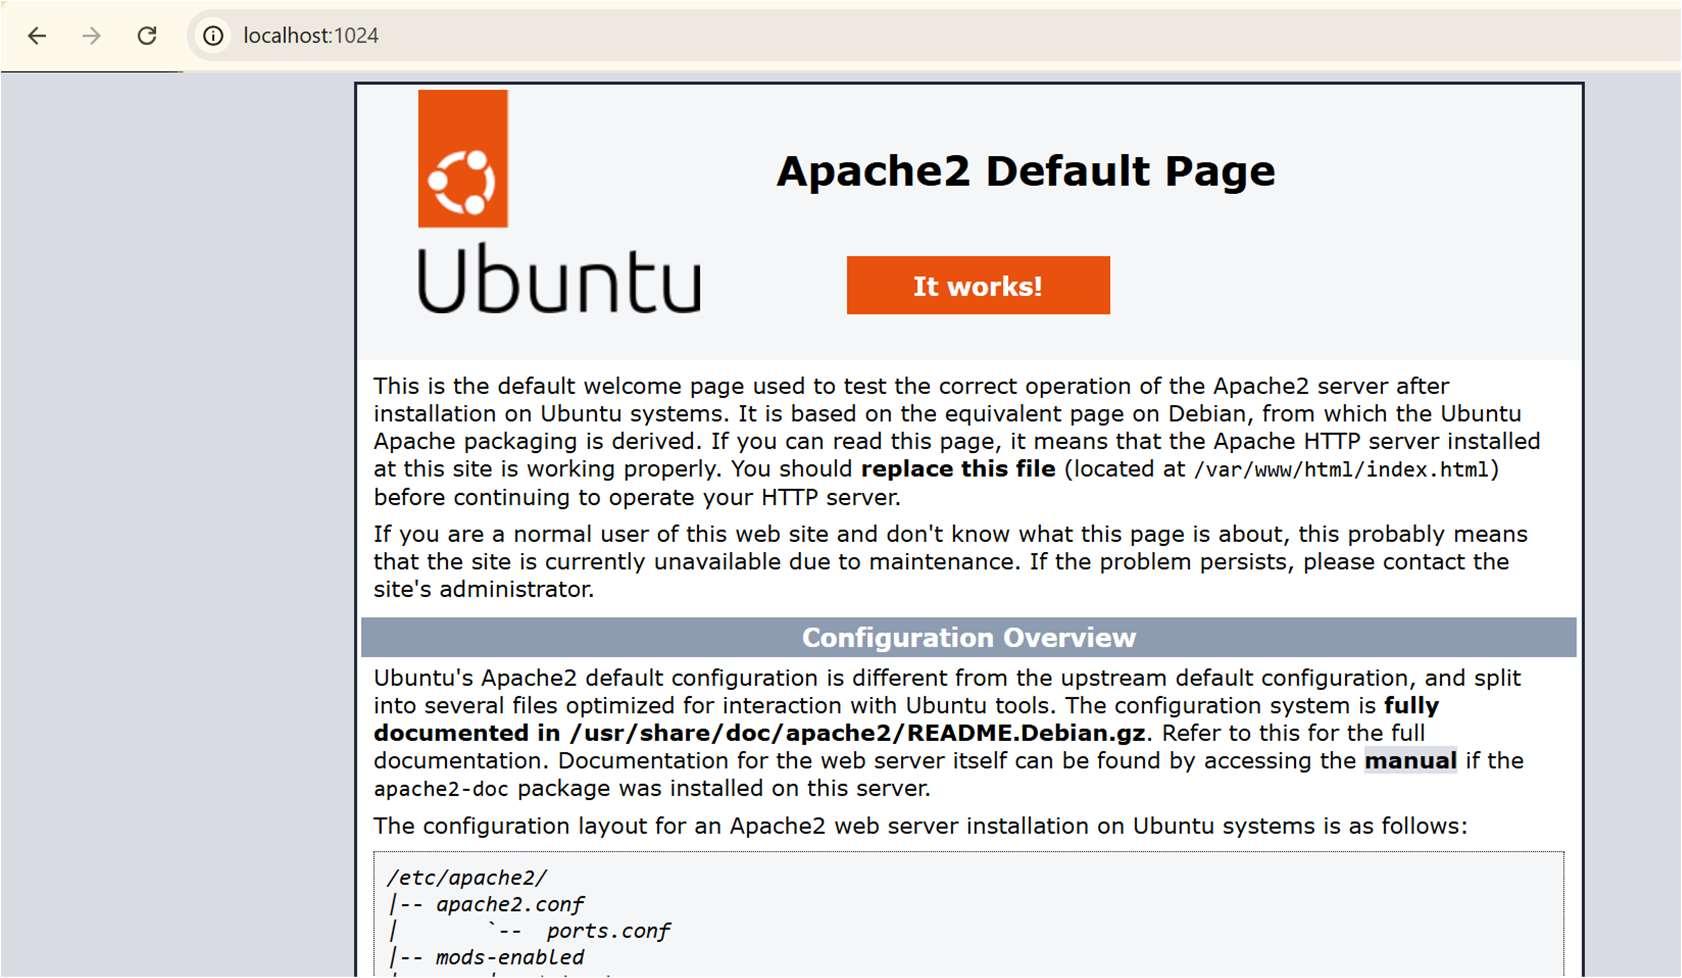 localhost:1024
Ubuntu
Apache2 Default Page
It works!
This is the default welcome page used to test the correct operation of the Apache2 server after
installation on Ubuntu systems. It is based on the equivalent page on Debian, from which the Ubuntu
Apache packaging is derived. If you can read this page, it means that the Apache HTTP server installed
at this site is working properly. You should replace this file (located at /var/www/html/index.html)
before continuing to operate your HTTP server.
If you are a normal user of this web site and don't know what this page is about, this probably means
that the site is currently unavailable due to maintenance. If the problem persists, please contact the
site's administrator.
Configuration Overview
Ubuntu's Apache2 default configuration is different from the upstream default configuration, and split
into several files optimized for interaction with Ubuntu tools. The configuration system is fully
documented in /usr/share/doc/apache2/README.Debian.gz. Refer to this for the full
documentation. Documentation for the web server itself can be found by accessing the manual if the
apache2-doc package was installed on this server.
The configuration layout for an Apache2 web server installation on Ubuntu systems is as follows:
/etc/apache2/
|-- apache2.conf
|       `--  ports.conf
|-- mods-enabled